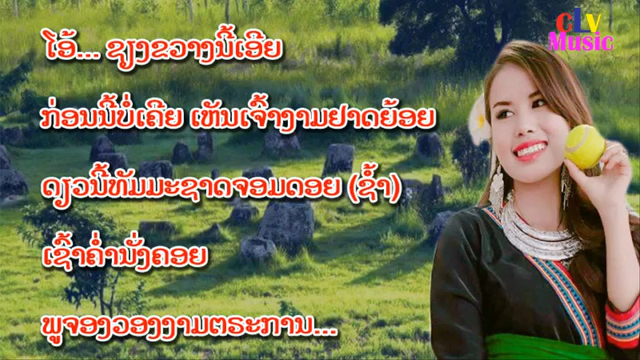 clv
Music
ໂອ້... ຊຽງຂວາງນີ້ເອີຍ
ກ່ອນນີ້ບໍ່ເຄີຍ ເຫັນເຈົ້າງາມຢາດຍ້ອຍ
ດຽວນີ້ທັມມະຊາດຈອມດອຍ (ຊ້ຳ)
ເຊົ້າຄ່ຳນັ່ງຄອຍ
ພູຈອງວອງງາມຕຣະການ...